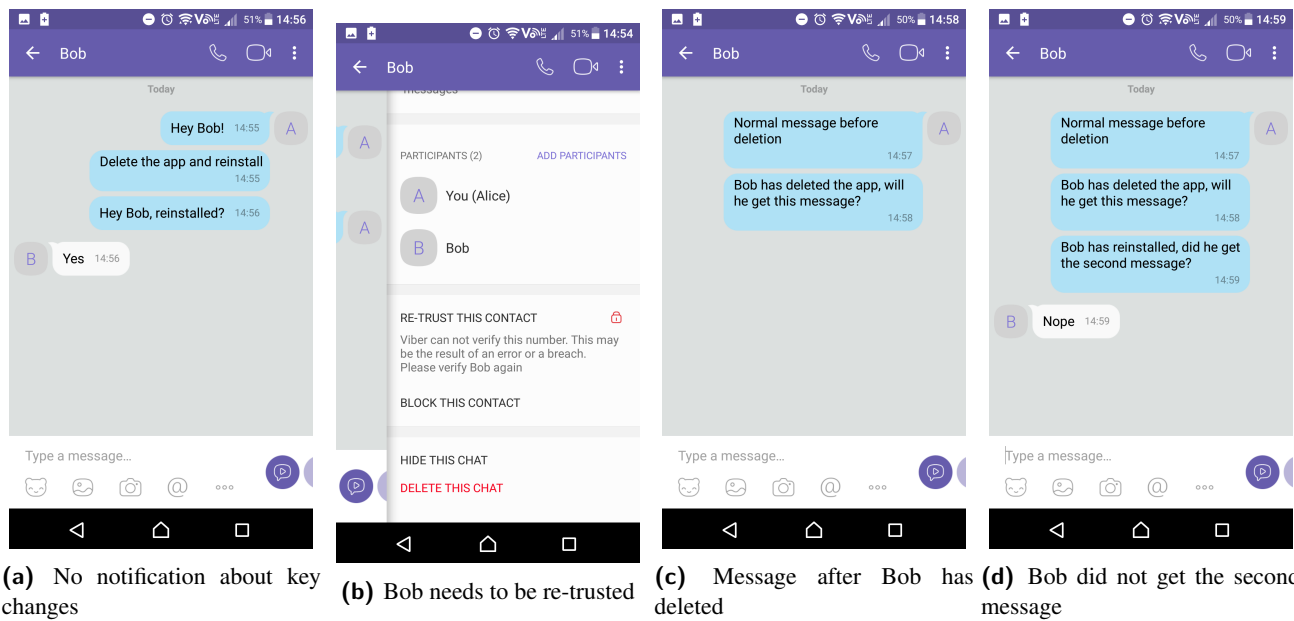 51% 14:56
Bob
Today
Hey Bob! 14:55
A
Delete the app and reinstall
14:55
Hey Bob, reinstalled? 14:56
B
Yes 14:56
Type a message...
(a) No notification about key
changes
51% 14:54
Bob
messages
A
PARTICIPANTS (2) ADD PARTICIPANTS
A You (Alice)
A
B Bob
RE-TRUST THIS CONTACT
Viber can not verify this number. This may
be the result of an error or a breach.
Please verify Bob again
BLOCK THIS CONTACT
HIDE THIS CHAT
DELETE THIS CHAT
(b) Bob needs to be re-trusted
50% 14:58
Bob
Today
Normal message before
deletion
14:57
A
Bob has deleted the app, will
he get this message?
14:58
Type a message...
(c) Message after Bob has
deleted
50% 14:59
Bob
Today
Normal message before
deletion
14:57
A
Bob has deleted the app, will
he get this message?
14:58
Bob has reinstalled, did he get
the second message?
14:59
B
Nope 14:59
Type a message...
(d) Bob did not get the second
message